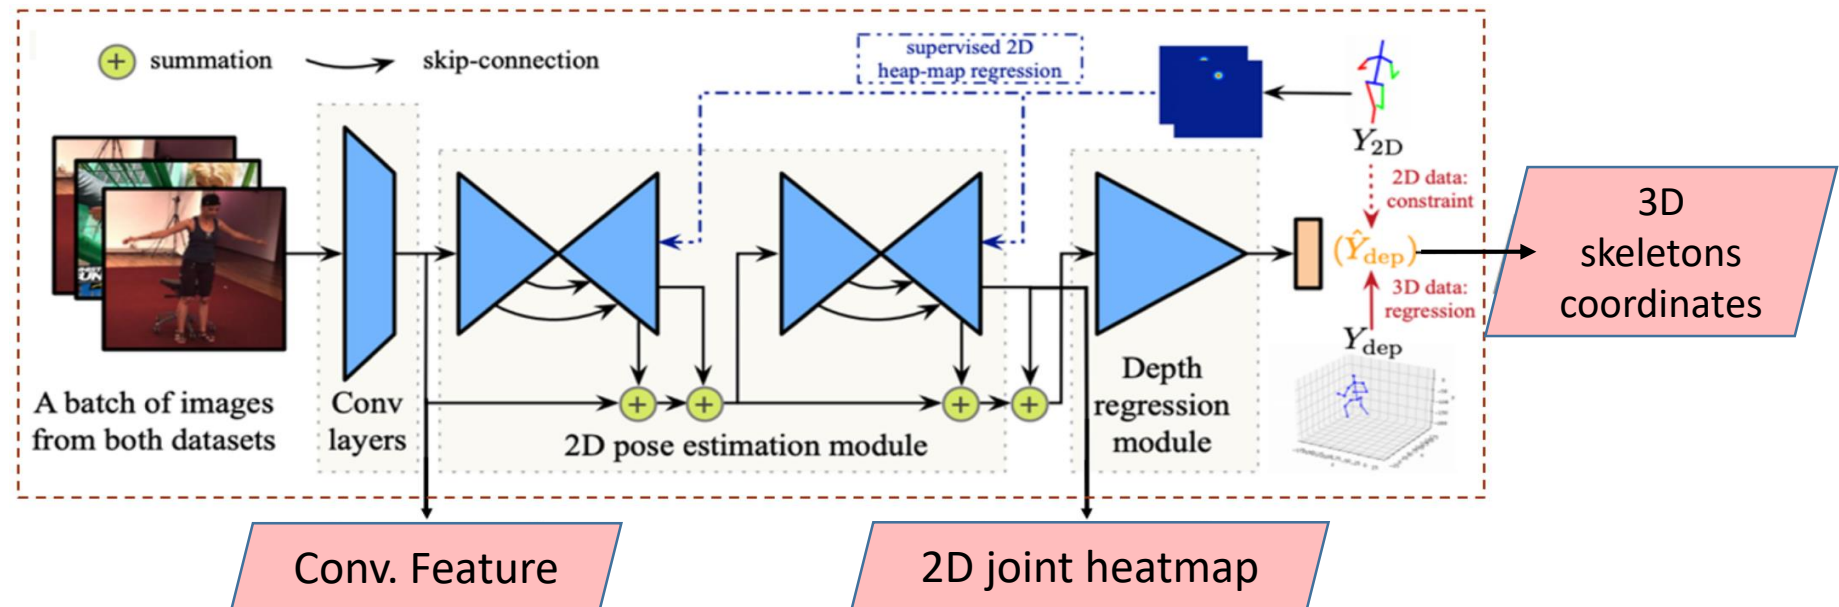 summation
skip-connection
supervised 2D
heap-map regression
Y2D
2D data:
constraint
(Ŷdep)
3D data:
regression
Ydep
3D
skeletons
coordinates
A batch of images
from both datasets
Conv
layers
2D pose estimation module
Depth
regression
module
Conv. Feature
2D joint heatmap